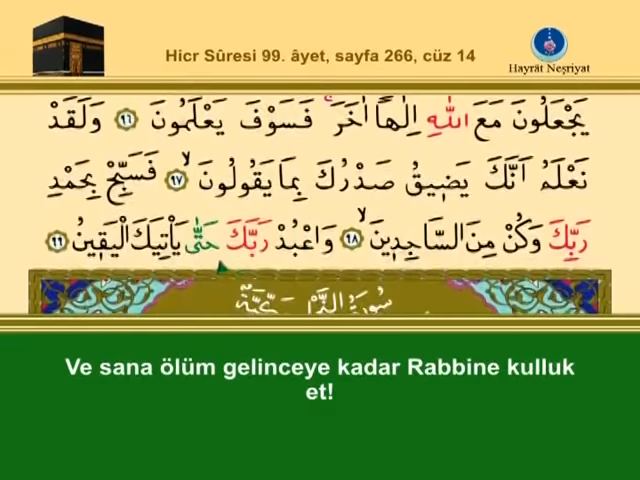 Hicr Sûresi 99. âyet, sayfa 266, cüz 14
Hayrât Neşriyat
يَجْعَلُونَ مَعَ اللّٰهِ اِلٰهاً اٰخَرَۚ فَسَوْفَ يَعْلَمُونَ ﴿٩٦﴾ وَلَقَدْ
نَعْلَمُ اَنَّكَ يَض۪يقُ صَدْرُكَ بِمَا يَقُولُونَۙ ﴿٩٧﴾ فَسَبِّحْ بِحَمْدِ
رَبِّكَ وَكُنْ مِنَ السَّاجِد۪ينَۙ ﴿٩٨﴾ وَاعْبُدْ رَبَّكَ حَتّٰى يَأْتِيَكَ الْيَق۪ينُ ﴿٩٩﴾
Ve sana ölüm gelinceye kadar Rabbine kulluk
et!